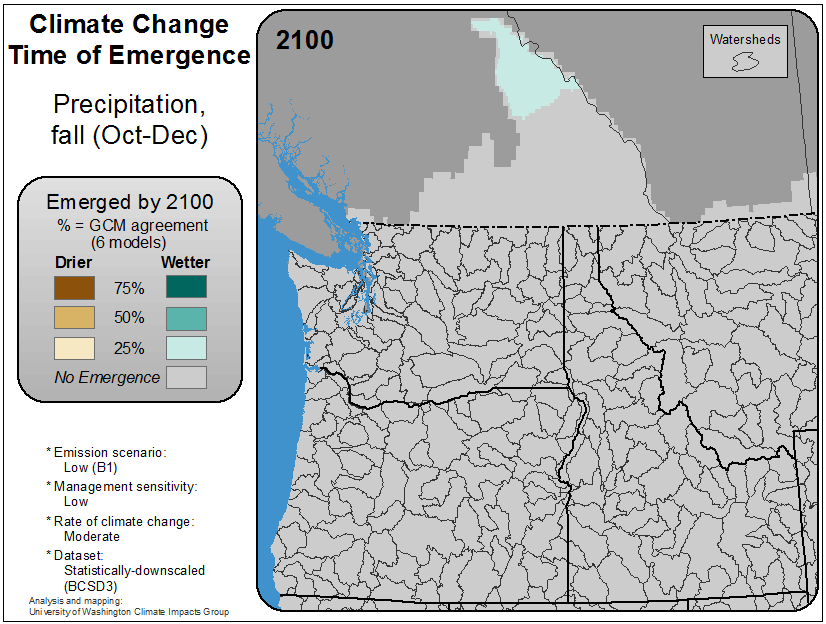 Climate Change
Time of Emergence
Precipitation,
fall (Oct-Dec)
Emerged by 2100
% = GCM agreement
(6 models)
Drier Wetter
75%
50%
25%
No Emergence
* Emission scenario:
Low (B1)
* Management sensitivity:
Low
* Rate of climate change:
Moderate
* Dataset:
Statistically-downscaled
(BCSD3)
Analysis and mapping:
University of Washington Climate Impacts Group
2100
Watersheds